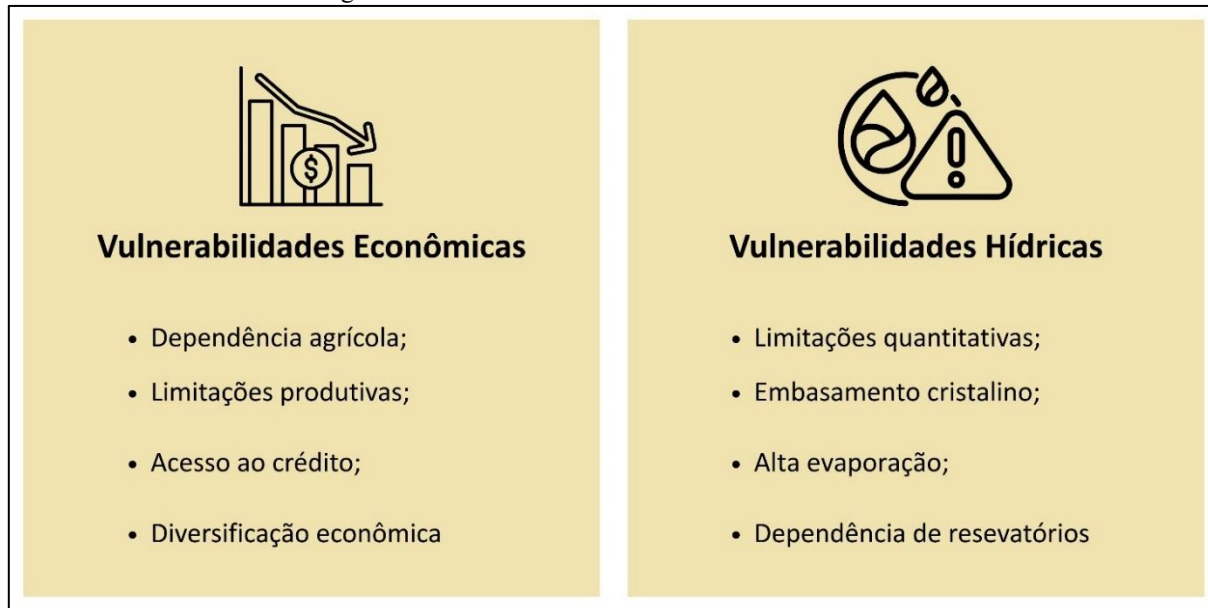 Vulnerabilidades Econômicas
• Dependência agrícola;
• Limitações produtivas;
• Acesso ao crédito;
• Diversificação econômica
Vulnerabilidades Hídricas
• Limitações quantitativas;
• Embasamento cristalino;
• Alta evaporação;
• Dependência de resevatórios